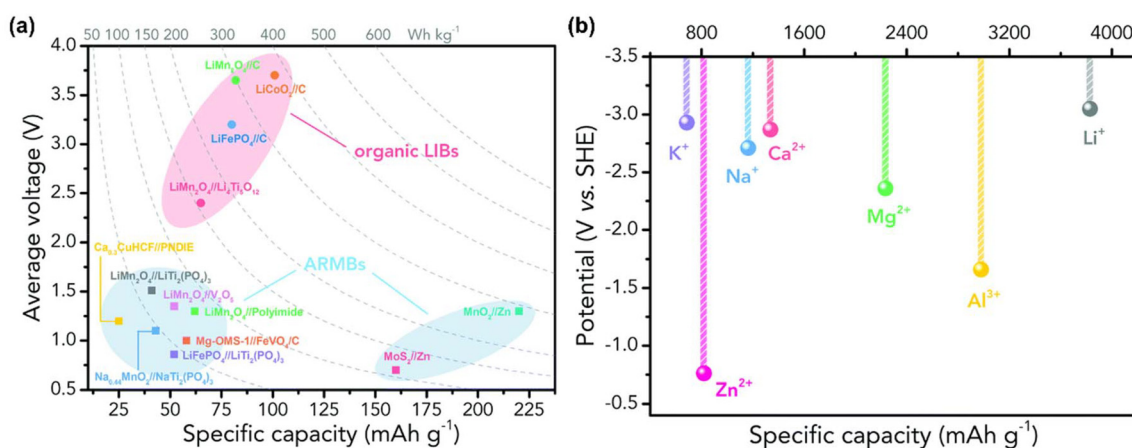 (a)
50 100 150 200 300 400 500 600 Wh kg⁻¹
4.0
3.5
3.0
2.5
2.0
1.5
1.0
0.5
Average voltage (V)
LiMn₂O₄//C
LiCoO₂//C
LiFePO₄//C
organic LIBs
LiMn₂O₄//Li₄Ti₅O₁₂
Ca₀.₃CuHCF//PNDIE
ARMBs
LiMn₂O₄//LiTi₂(PO₄)₃
LiMn₂O₄//V₂O₅
LiMn₂O₄//Polyimide
MnO₂//Zn
Mg-OMS-1//FeVO₄/C
LiFePO₄//LiTi₂(PO₄)₃
MoS₂//Zn
Na₀.₄₄MnO₂//NaTi₂(PO₄)₃
25 50 75 100 125 150 175 200 225
Specific capacity (mAh g⁻¹)
(b)
-3.5
-3.0
-2.5
-2.0
-1.5
-1.0
-0.5
Potential (V vs. SHE)
800 1600 2400 3200 4000
K⁺
Na⁺
Ca²⁺
Li⁺
Mg²⁺
Al³⁺
Zn²⁺
Specific capacity (mAh g⁻¹)